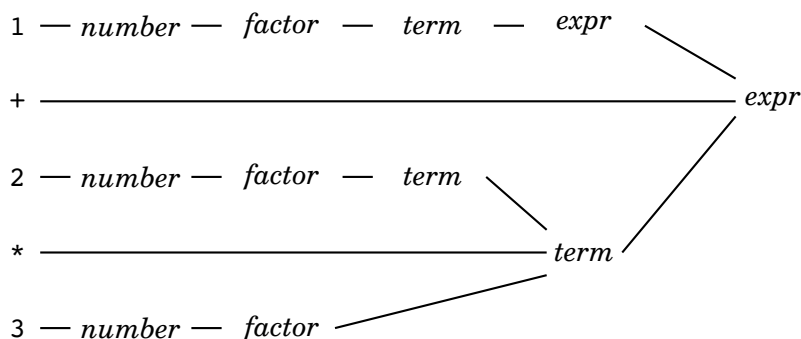 1 number factor term expr
+ expr
2 number factor term
* term
3 number factor